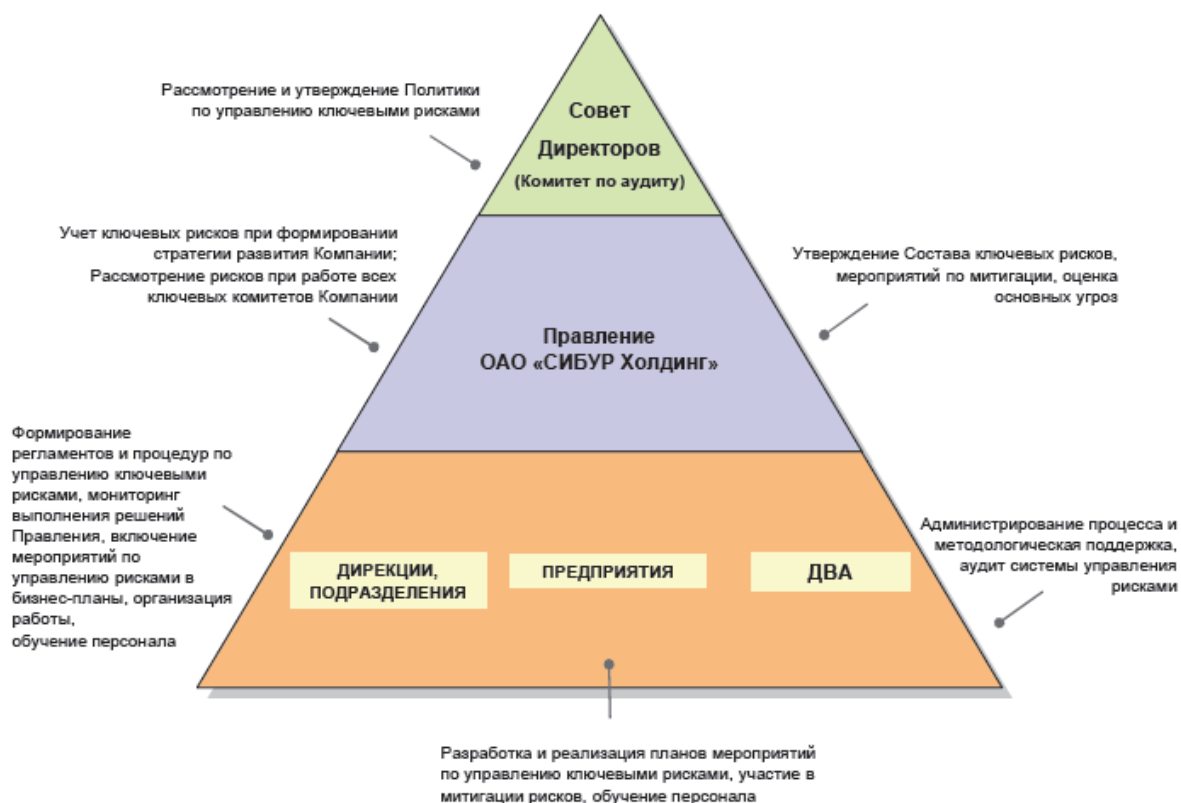 Совет
Директоров
(Комитет по аудиту)
Рассмотрение и утверждение Политики
по управлению ключевыми рисками
Учет ключевых рисков при формировании
стратегии развития Компании;
Рассмотрение рисков при работе всех
ключевых комитетов Компании
Утверждение Состава ключевых рисков,
мероприятий по митигации, оценка
основных угроз
Правление
ОАО «СИБУР Холдинг»
Формирование
регламентов и процедур по
управлению ключевыми
рисками, мониторинг
выполнения решений
Правления, включение
мероприятий по
управлению рисками в
бизнес-планы, организация
работы,
обучение персонала
ДИРЕКЦИИ,
ПОДРАЗДЕЛЕНИЯ
ПРЕДПРИЯТИЯ
ДВА
Администрирование процесса и
методологическая поддержка,
аудит системы управления
рисками
Разработка и реализация планов мероприятий
по управлению ключевыми рисками, участие в
митигации рисков, обучение персонала